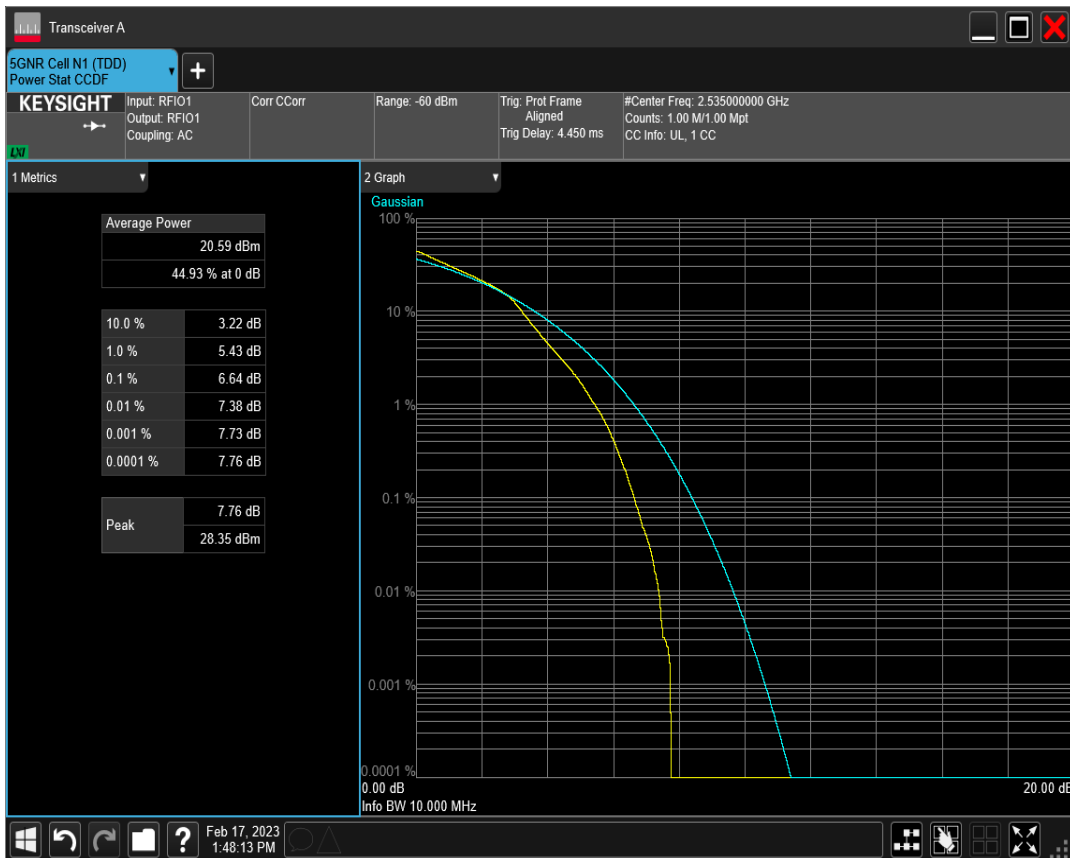 Transceiver A
5GNR Cell N1 (TDD)
Power Stat CCDF
KEYSIGHT
LXI
Input: RFIO1
Output: RFIO1
Coupling: AC
Corr CCorr
Range: -60 dBm
Trig: Prot Frame
Aligned
Trig Delay: 4.450 ms
#Center Freq: 2.535000000 GHz
Counts: 1.00 M/1.00 Mpt
CC Info: UL, 1 CC
1 Metrics
Average Power
20.59 dBm
44.93 % at 0 dB
10.0 % 3.22 dB
1.0 % 5.43 dB
0.1 % 6.64 dB
0.01 % 7.38 dB
0.001 % 7.73 dB
0.0001 % 7.76 dB
Peak
7.76 dB
28.35 dBm
2 Graph
Gaussian
100 %
10 %
1 %
0.1 %
0.01 %
0.001 %
0.0001 %
0.00 dB 20.00 dB
Info BW 10.000 MHz
?
Feb 17, 2023
1:48:13 PM